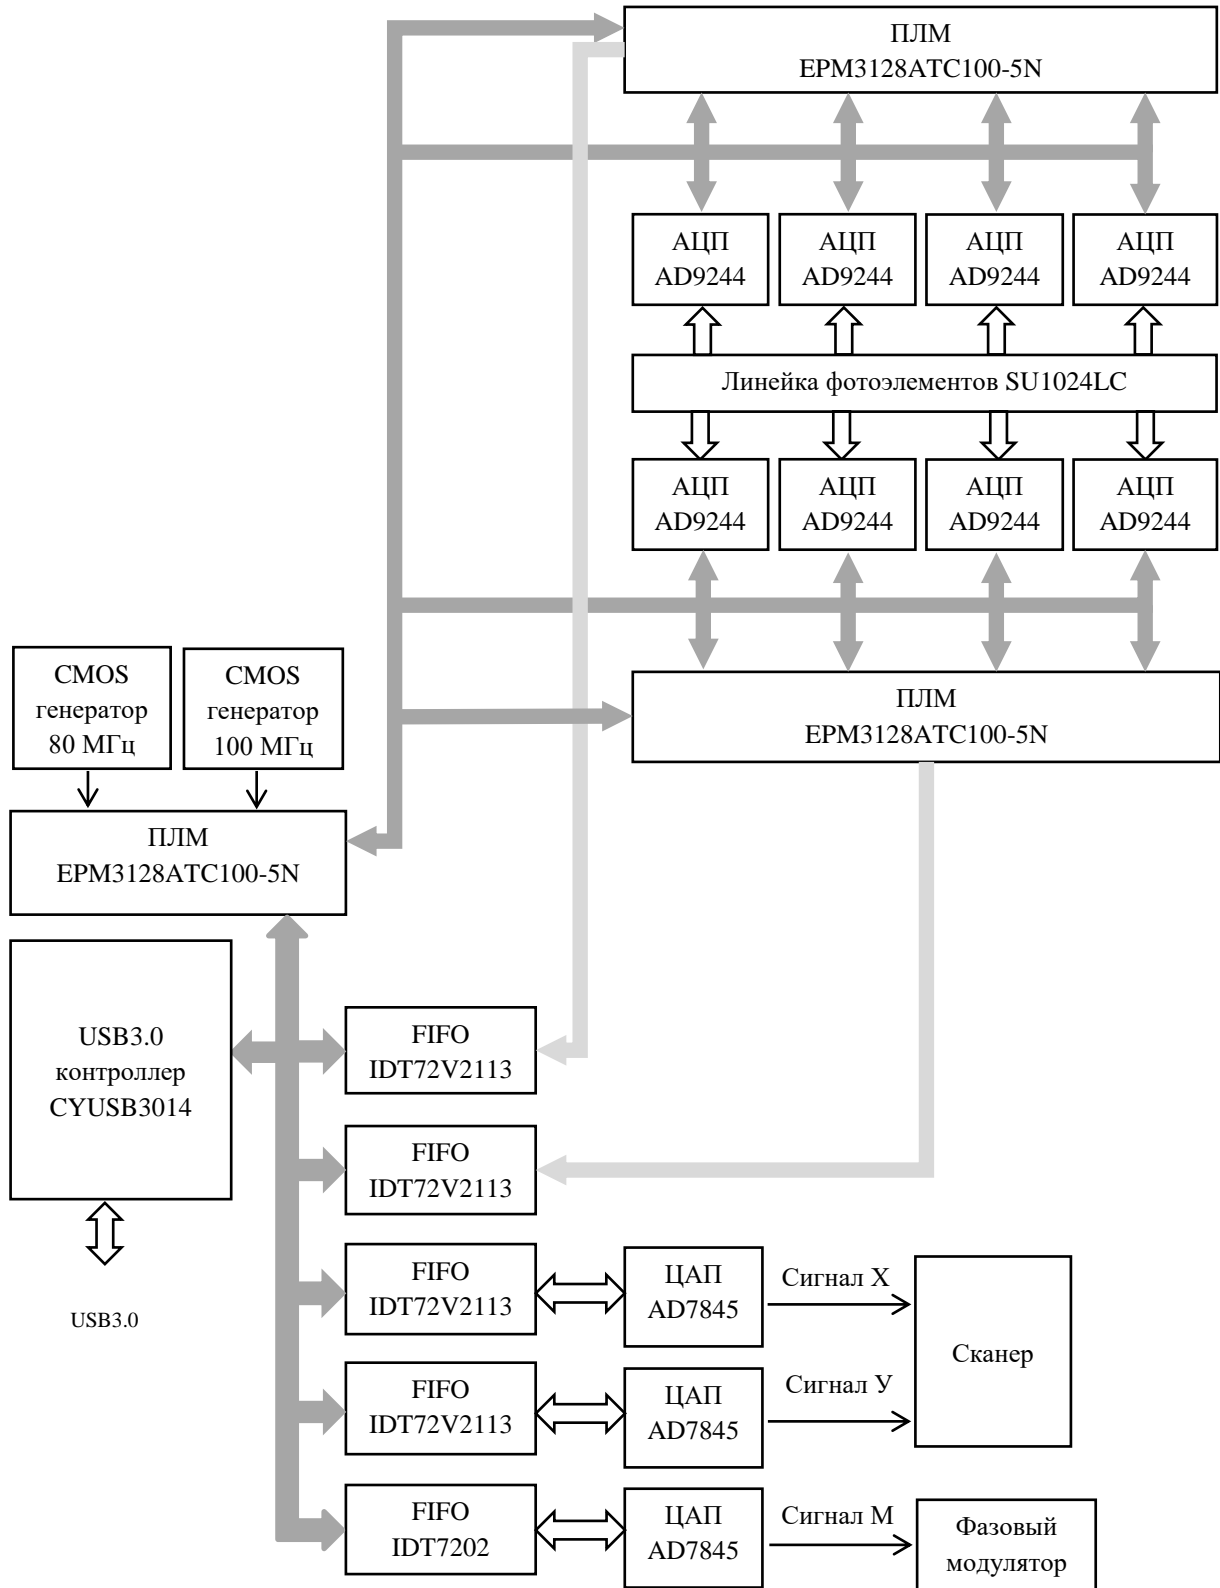 ПЛМ
EPM3128ATC100-5N
АЦП
AD9244
АЦП
AD9244
АЦП
AD9244
АЦП
AD9244
Линейка фотоэлементов SU1024LC
АЦП
AD9244
АЦП
AD9244
АЦП
AD9244
АЦП
AD9244
ПЛМ
EPM3128ATC100-5N
CMOS
генератор
80 МГц
CMOS
генератор
100 МГц
ПЛМ
EPM3128ATC100-5N
USB3.0
контроллер
CYUSB3014
USB3.0
FIFO
IDT72V2113
FIFO
IDT72V2113
FIFO
IDT72V2113
ЦАП
AD7845
Сигнал X
Сканер
FIFO
IDT72V2113
ЦАП
AD7845
Сигнал У
FIFO
IDT7202
ЦАП
AD7845
Сигнал М
Фазовый
модулятор